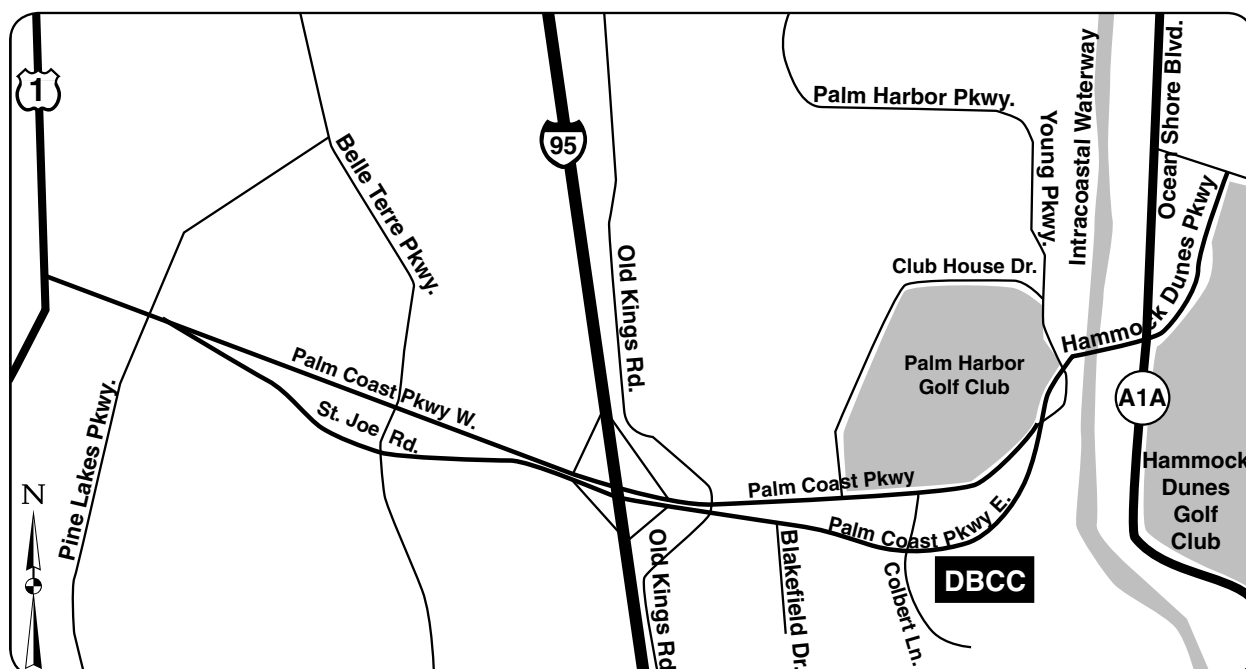 1
Belle Terre Pkwy.
95
Old Kings Rd.
Palm Harbor Pkwy.
Young Pkwy.
Intracoastal Waterway
Ocean Shore Blvd.
Hammock Dunes Pkwy
Club House Dr.
Palm Harbor
Golf Club
A1A
Palm Coast Pkwy W.
St. Joe Rd.
Pine Lakes Pkwy.
Palm Coast Pkwy
Palm Coast Pkwy E.
Hammock
Dunes
Golf
Club
N
Old Kings Rd
Blakefield Dr.
Colbert Ln.
DBCC